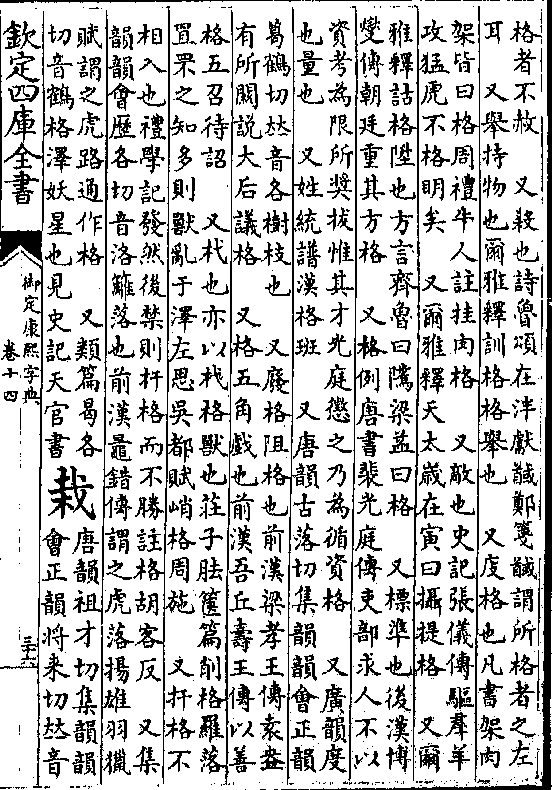 格者不赦　又殺也詩魯頌在泮獻馘鄭箋馘謂所格者之左
耳　又舉持物也爾雅釋訓格格舉也　又庋格也凡書架肉
架皆曰格周禮牛人註挂肉格　又敵也史記張儀傳驅羣羊
攻猛虎不格明矣　又爾雅釋天太歲在寅曰攝提格　又爾
雅釋詁格陞也方言齊魯曰隲梁益曰格　又標準也後漢博
燮傳朝廷重其方格　又格例唐書裴光庭傳吏部求人不以
資考為限所奬拔惟其才光庭懲之乃為循資格　又廣韻度
也量也　又姓統譜漢格班　又唐韻古落切集韻韻會正韻
葛鶴切𠀤音各樹枝也　又廢格阻格也前漢梁孝王傳袁盎
有所關說大后議格　又格五角戲也前漢吾丘壽王傳以善
格五召待詔　又杙也亦以杙格獸也莊子胠篋篇削格羅落
罝罘之知多則獸亂于澤左思吳都賦峭格周施　又扞格不
相入也禮學記發然後禁則扞格而不勝註格胡客反　又集
韻韻會歷各切音洛籬落也前漢鼂錯傳謂之虎落揚雄羽獵
賦謂之虎路通作格　又類篇曷各
切音鶴格澤妖星也見史記天官書
栽
唐韻祖才切集韻韻
會正韻將來切𠀤音
欽定四庫全書
御定康熙字典
卷十四
三十六